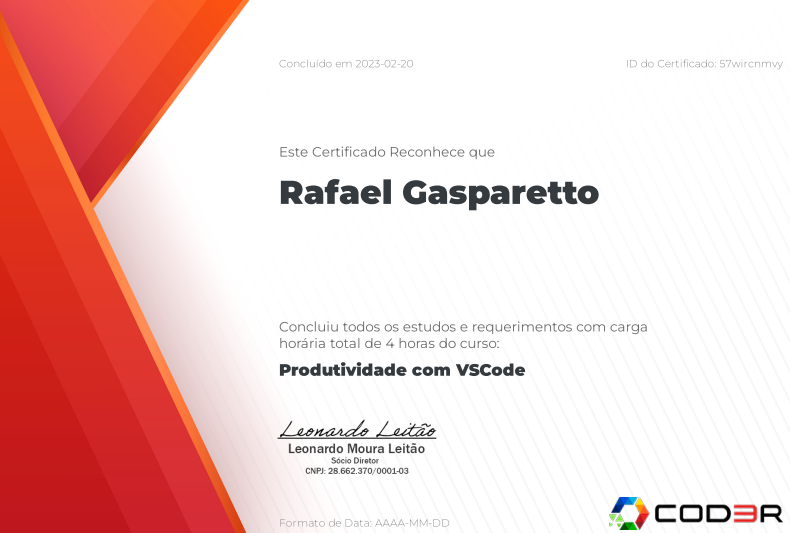 Concluído em 2023-02-20
ID do Certificado: 57wircnmvy
Este Certificado Reconhece que
Rafael Gasparetto
Concluiu todos os estudos e requerimentos com carga
horária total de 4 horas do curso:
Produtividade com VSCode
Leonardo Leitão
Leonardo Moura Leitão
Sócio Diretor
CNPJ: 28.662.370/0001-03
COD3R
Formato de Data: AAAA-MM-DD